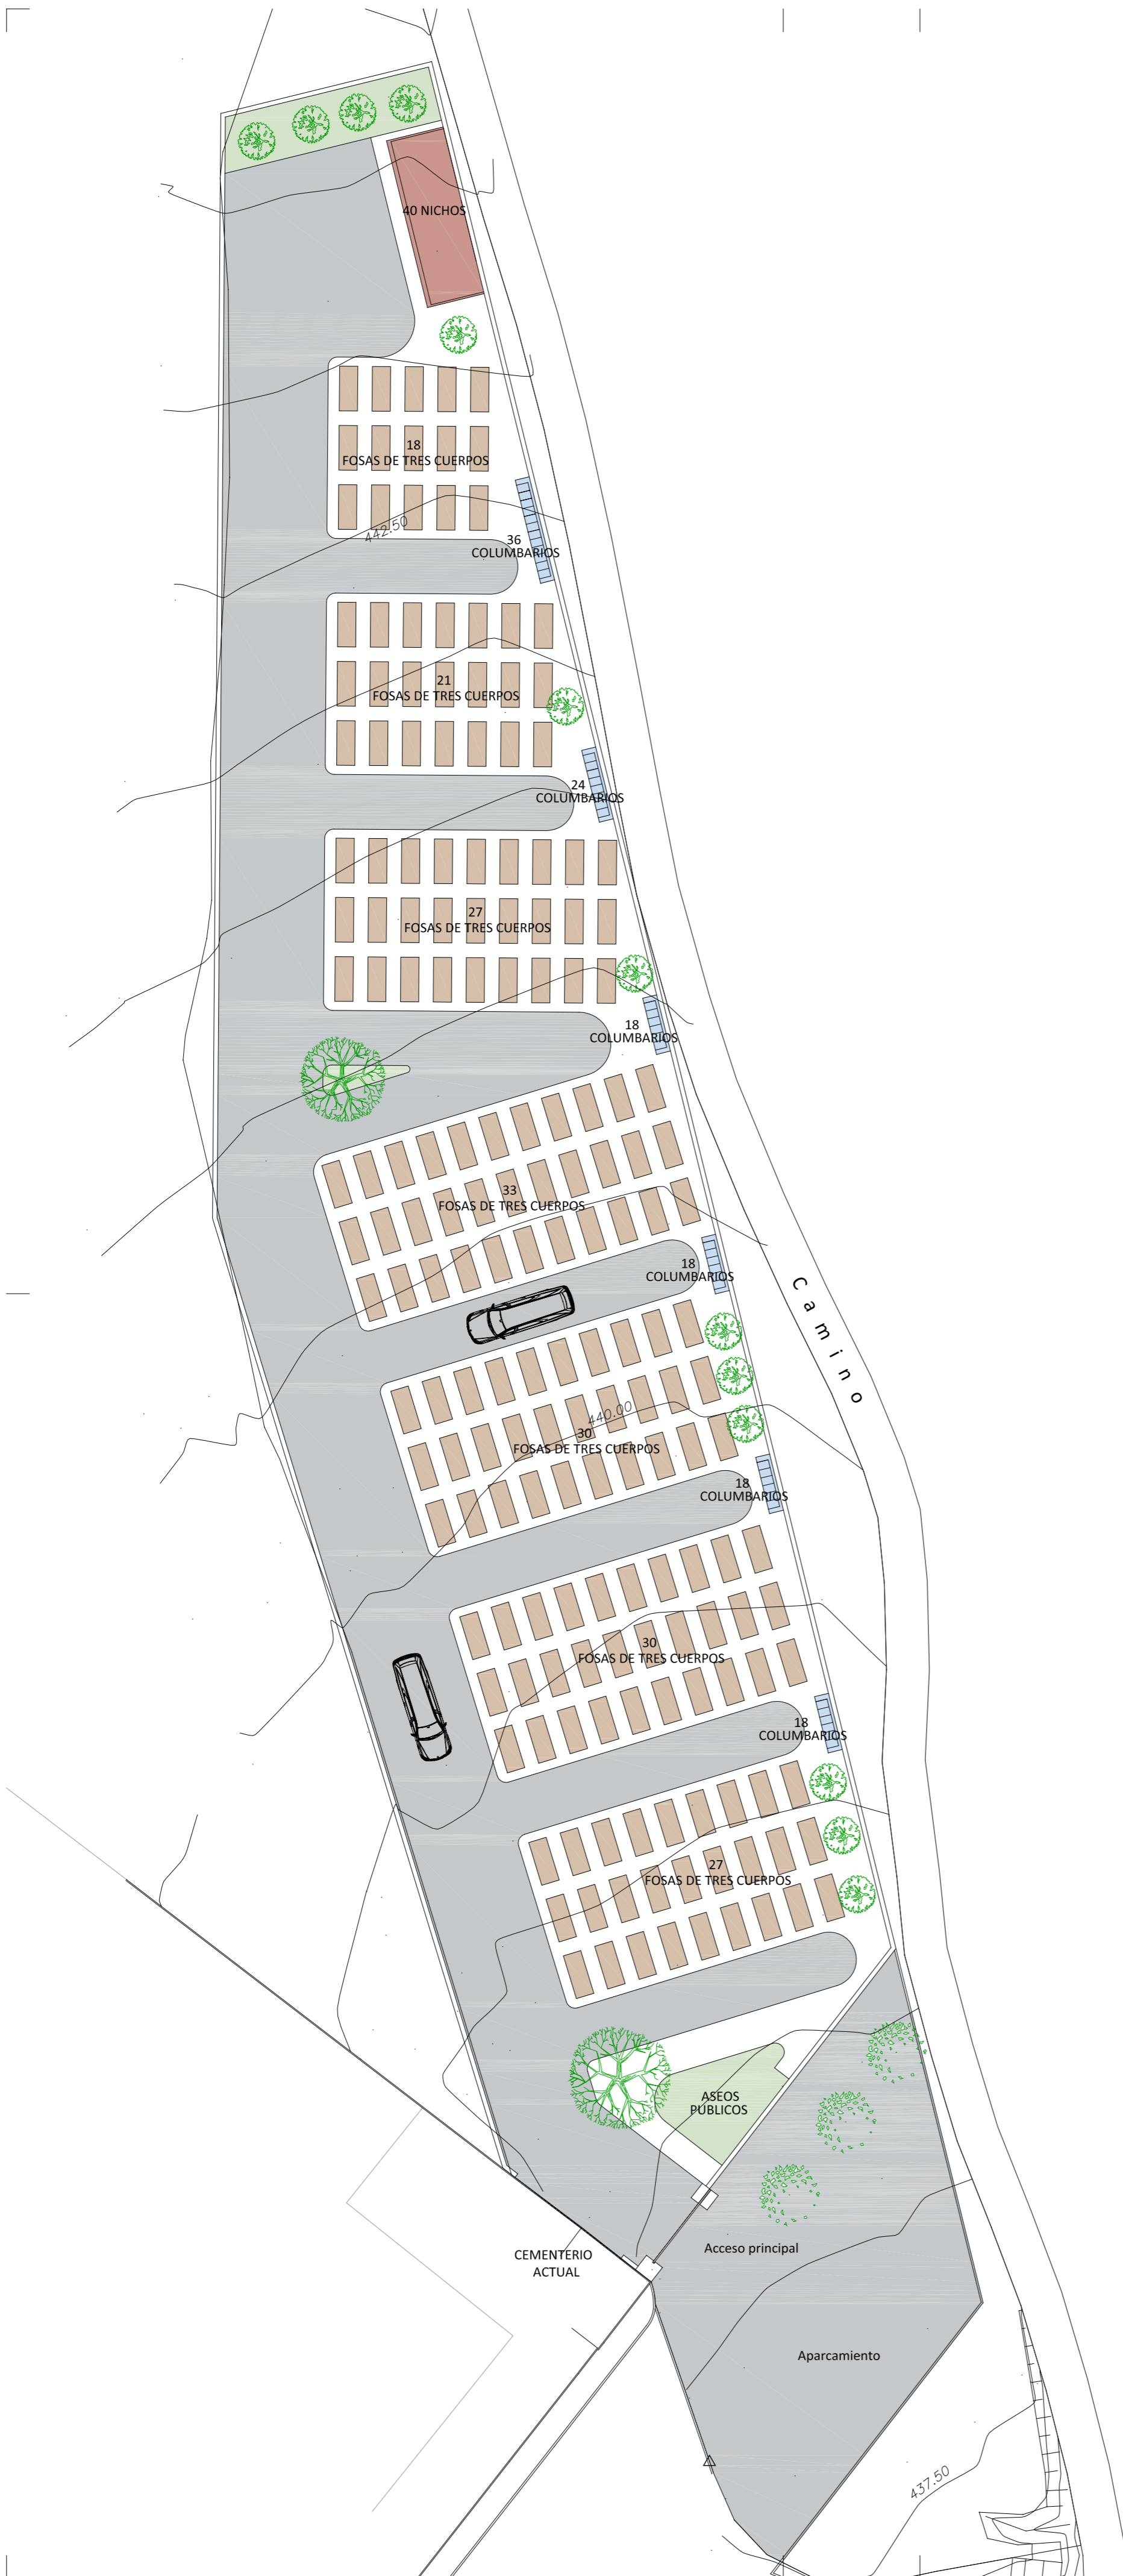 40 NICHOS
18
FOSAS DE TRES CUERPOS
442.50
36
COLUMBARIOS
21
FOSAS DE TRES CUERPOS
24
COLUMBARIOS
27
FOSAS DE TRES CUERPOS
18
COLUMBARIOS
33
FOSAS DE TRES CUERPOS
18
COLUMBARIOS
Camino
440.00
30
FOSAS DE TRES CUERPOS
18
COLUMBARIOS
30
FOSAS DE TRES CUERPOS
18
COLUMBARIOS
27
FOSAS DE TRES CUERPOS
ASEOS
PÚBLICOS
Acceso principal
CEMENTERIO
ACTUAL
Aparcamiento
437.50